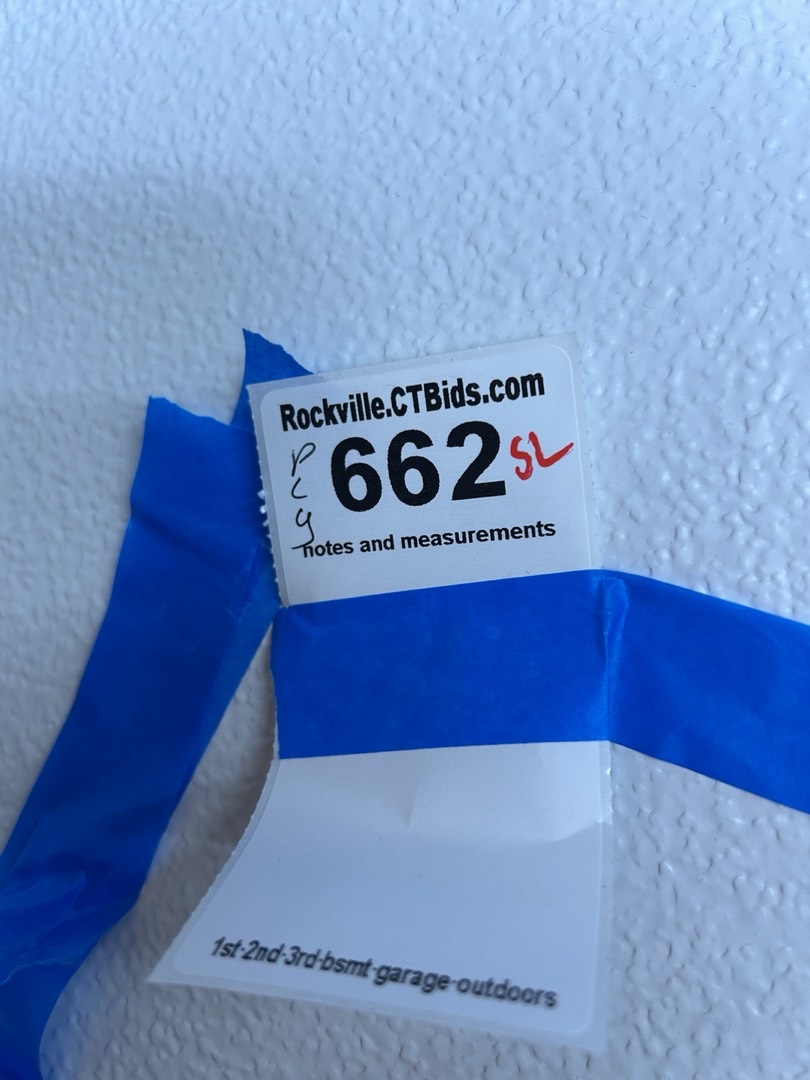 Rockville.CTBids.com
662 SL
notes and measurements
1st-2nd-3rd-bsmt-garage-outdoors